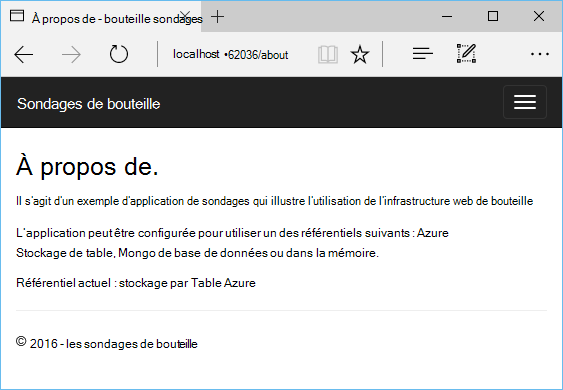 À propos de - bouteille sondages
localhost •62036/about
Sondages de bouteille
À propos de.
Il s'agit d'un exemple d'application de sondages qui illustre l'utilisation de l'infrastructure web de bouteille
L'application peut être configurée pour utiliser un des référentiels suivants : Azure
Stockage de table, Mongo de base de données ou dans la mémoire.
Référentiel actuel : stockage par Table Azure
© 2016 - les sondages de bouteille